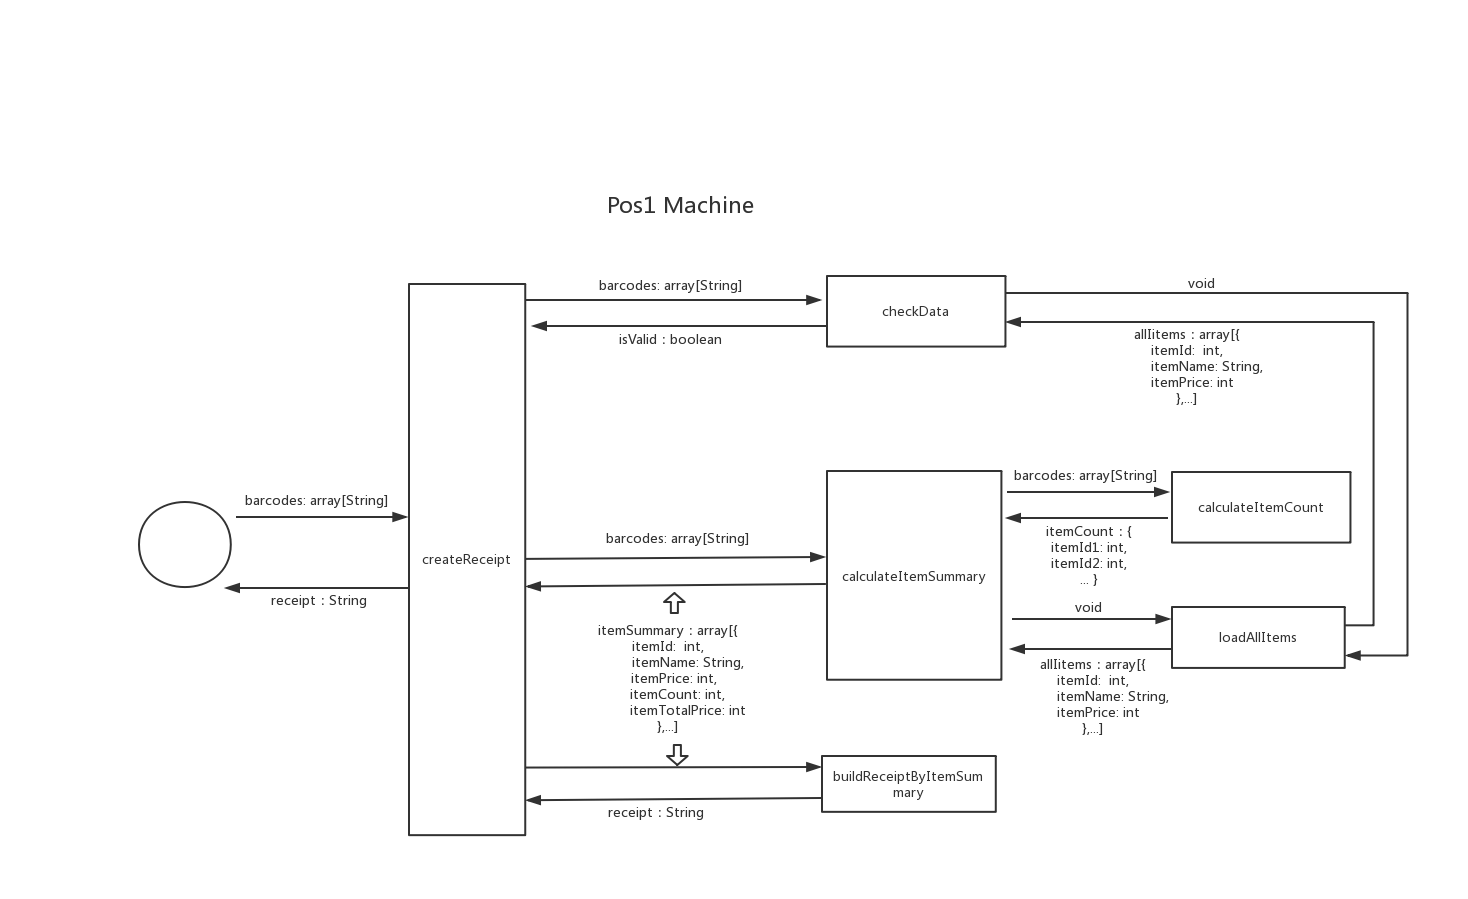 Pos1 Machine
barcodes: array[String]
isValid : boolean
checkData
void
allIitems : array[{
itemId:  int,
itemName: String,
itemPrice: int
},...]
barcodes: array[String]
receipt : String
createReceipt
barcodes: array[String]
itemSummary : array[{
itemId:  int,
itemName: String,
itemPrice: int,
itemCount: int,
itemTotalPrice: int
},...]
calculateItemSummary
barcodes: array[String]
itemCount : {
itemId1: int,
itemId2: int,
... }
calculateItemCount
void
allIitems : array[{
itemId:  int,
itemName: String,
itemPrice: int
},...]
loadAllItems
buildReceiptByItemSum
mary
receipt : String